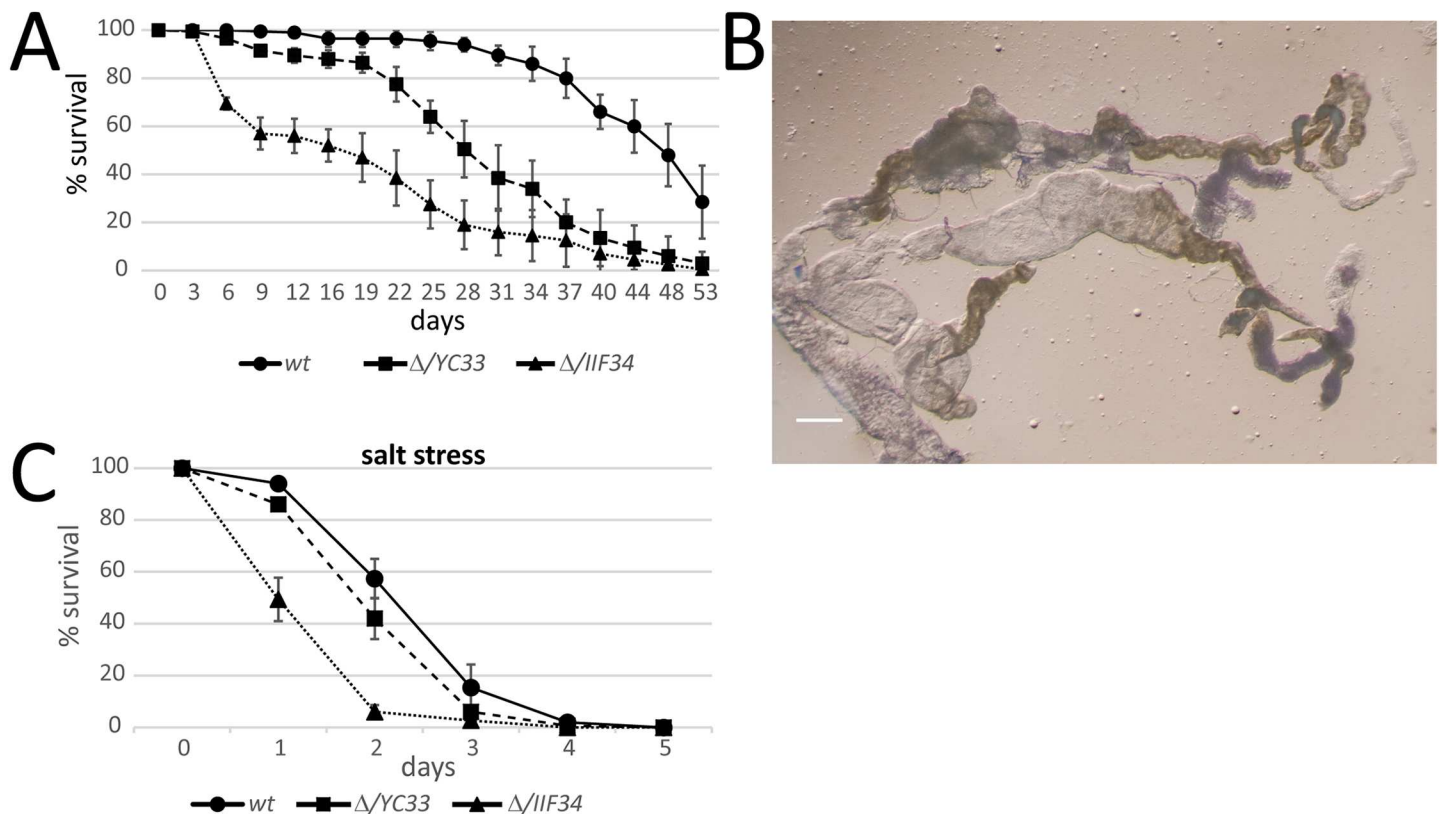 A
100
80
60
40
20
0
% survival
0 3 6 9 12 16 19 22 25 28 31 34 37 40 44 48 53
days
wt Δ/YC33 Δ/IIF34
B
C
salt stress
100
80
60
40
20
0
% survival
0 1 2 3 4 5
days
wt Δ/YC33 Δ/IIF34